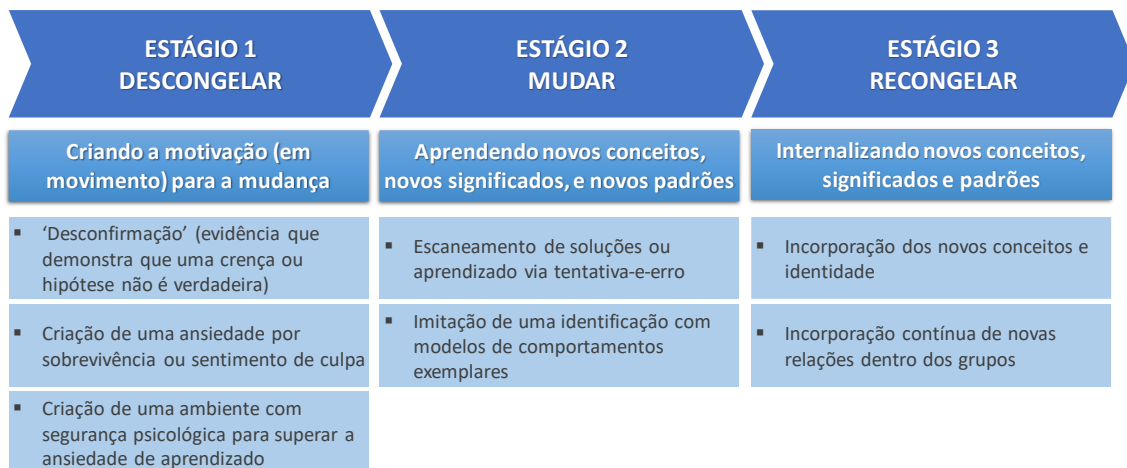 ESTÁGIO 1
DESCONGELAR
ESTÁGIO 2
MUDAR
ESTÁGIO 3
RECONGELAR
Criando a motivação (em
movimento) para a mudança
Aprendendo novos conceitos,
novos significados, e novos padrões
Internalizando novos conceitos,
significados e padrões
▪ 'Desconfirmação' (evidência que
demonstra que uma crença ou
hipótese não é verdadeira)
▪ Criação de uma ansiedade por
sobrevivência ou sentimento de culpa
▪ Criação de uma ambiente com
segurança psicológica para superar a
ansiedade de aprendizado
▪ Escaneamento de soluções ou
aprendizado via tentativa-e-erro
▪ Imitação de uma identificação com
modelos de comportamentos
exemplares
▪ Incorporação dos novos conceitos e
identidade
▪ Incorporação contínua de novas
relações dentro dos grupos